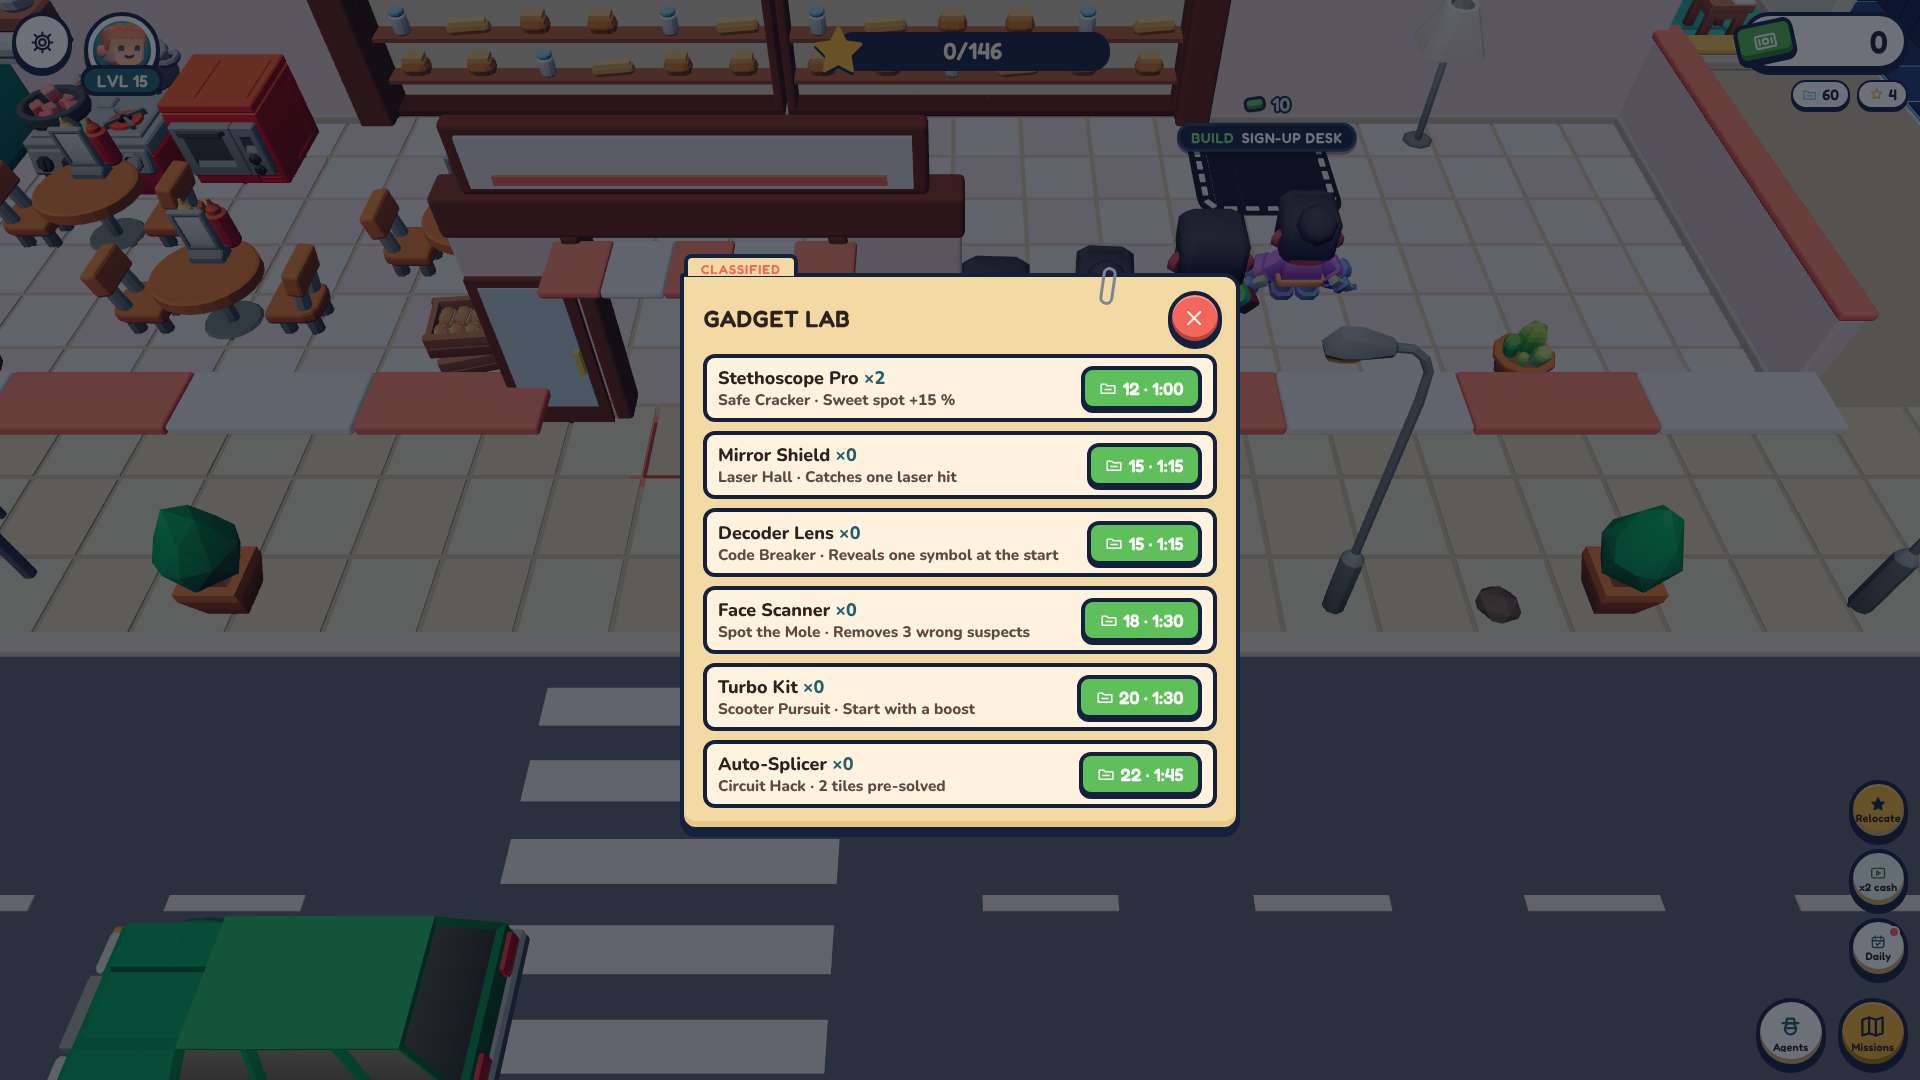 LVL 15
0/146
0
60
4
10
BUILD SIGN-UP DESK
CLASSIFIED
GADGET LAB
Stethoscope Pro ×2
Safe Cracker · Sweet spot +15 %
12 · 1:00
Mirror Shield ×0
Laser Hall · Catches one laser hit
15 · 1:15
Decoder Lens ×0
Code Breaker · Reveals one symbol at the start
15 · 1:15
Face Scanner ×0
Spot the Mole · Removes 3 wrong suspects
18 · 1:30
Turbo Kit ×0
Scooter Pursuit · Start with a boost
20 · 1:30
Auto-Splicer ×0
Circuit Hack · 2 tiles pre-solved
22 · 1:45
Relocate
x2 cash
Daily
Agents
Missions